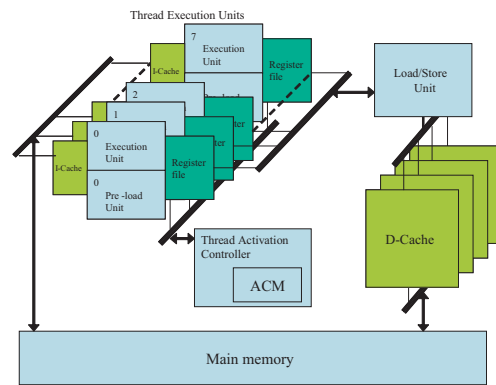 Thread Execution Units
7
Execution
Unit
I-Cache
Register
file
Load/Store
Unit
2
1
0
Execution
Unit
I-Cache
Register
file
0
Pre -load
Unit
D-Cache
Thread Activation
Controller
ACM
Main memory